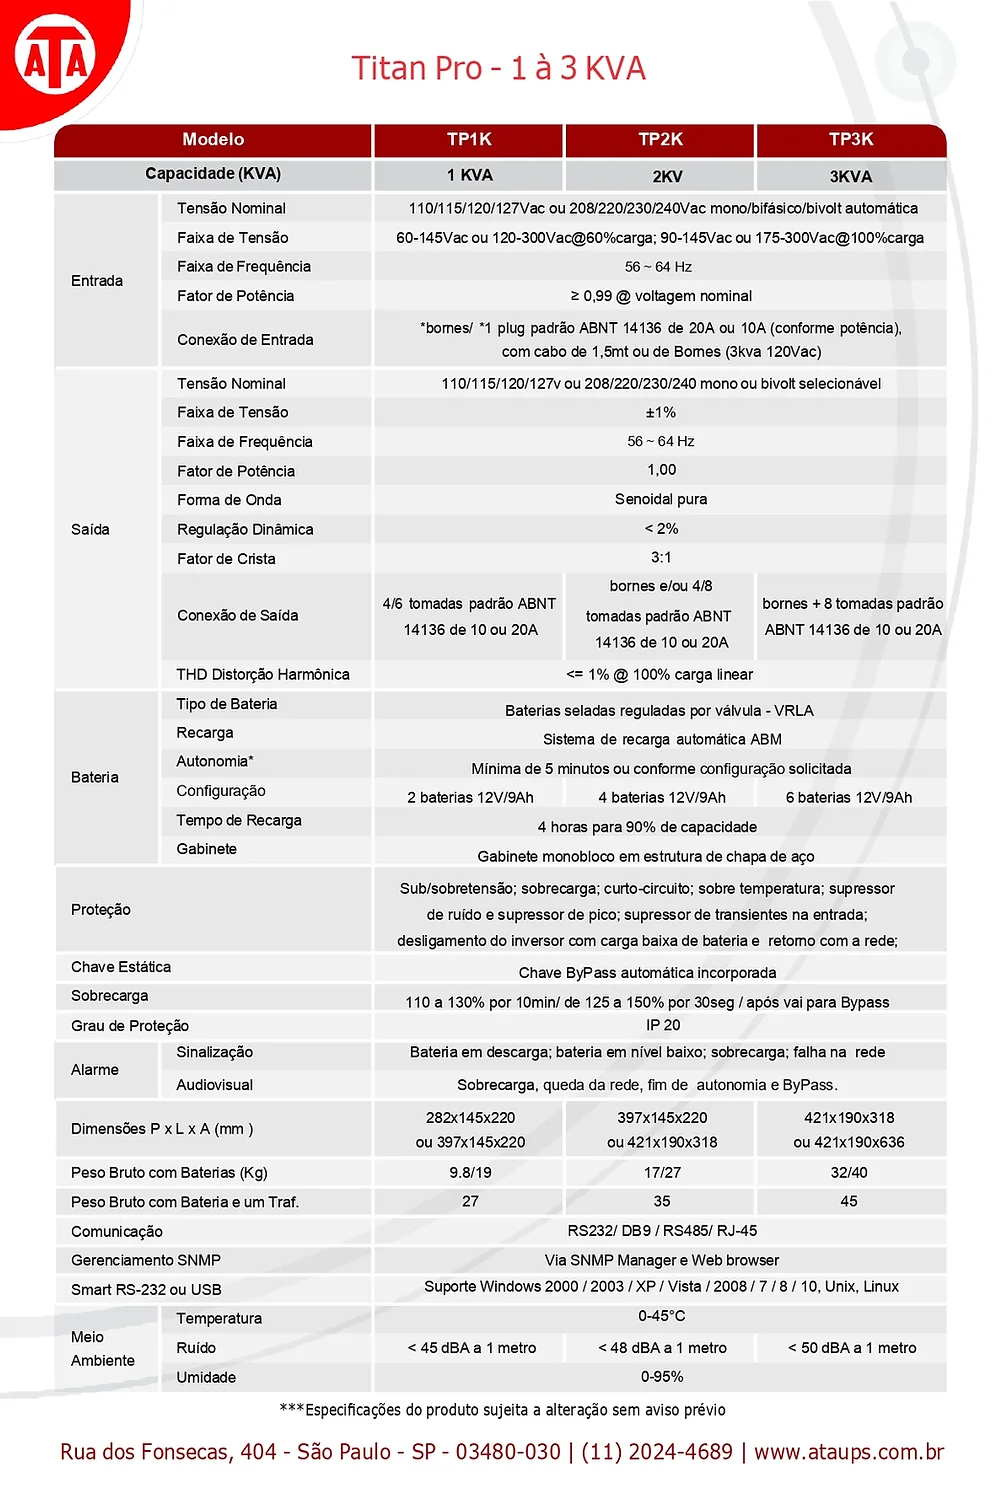 ATA
Titan Pro - 1 à 3 KVA
Modelo TP1K TP2K TP3K
Capacidade (KVA) 1 KVA 2KV 3KVA
Entrada
Tensão Nominal 110/115/120/127Vac ou 208/220/230/240Vac mono/bifásico/bivolt automática
Faixa de Tensão 60-145Vac ou 120-300Vac@60%carga; 90-145Vac ou 175-300Vac@100%carga
Faixa de Frequência 56 ~ 64 Hz
Fator de Potência ≥ 0,99 @ voltagem nominal
Conexão de Entrada *bornes/ *1 plug padrão ABNT 14136 de 20A ou 10A (conforme potência),
com cabo de 1,5mt ou de Bornes (3kva 120Vac)
Saída
Tensão Nominal 110/115/120/127v ou 208/220/230/240 mono ou bivolt selecionável
Faixa de Tensão ±1%
Faixa de Frequência 56 ~ 64 Hz
Fator de Potência 1,00
Forma de Onda Senoidal pura
Regulação Dinâmica < 2%
Fator de Crista 3:1
Conexão de Saída
4/6 tomadas padrão ABNT
14136 de 10 ou 20A
bornes e/ou 4/8
tomadas padrão ABNT
14136 de 10 ou 20A
bornes + 8 tomadas padrão
ABNT 14136 de 10 ou 20A
THD Distorção Harmônica <= 1% @ 100% carga linear
Bateria
Tipo de Bateria Baterias seladas reguladas por válvula - VRLA
Recarga Sistema de recarga automática ABM
Autonomia* Mínima de 5 minutos ou conforme configuração solicitada
Configuração 2 baterias 12V/9Ah 4 baterias 12V/9Ah 6 baterias 12V/9Ah
Tempo de Recarga 4 horas para 90% de capacidade
Gabinete Gabinete monobloco em estrutura de chapa de aço
Proteção
Sub/sobretensão; sobrecarga; curto-circuito; sobre temperatura; supressor
de ruído e supressor de pico; supressor de transientes na entrada;
desligamento do inversor com carga baixa de bateria e retorno com a rede;
Chave Estática Chave ByPass automática incorporada
Sobrecarga 110 a 130% por 10min/ de 125 a 150% por 30seg / após vai para Bypass
Grau de Proteção IP 20
Alarme
Sinalização Bateria em descarga; bateria em nível baixo; sobrecarga; falha na rede
Audiovisual Sobrecarga, queda da rede, fim de autonomia e ByPass.
Dimensões P x L x A (mm )
282x145x220
ou 397x145x220
397x145x220
ou 421x190x318
421x190x318
ou 421x190x636
Peso Bruto com Baterias (Kg) 9.8/19 17/27 32/40
Peso Bruto com Bateria e um Traf. 27 35 45
Comunicação RS232/ DB9 / RS485/ RJ-45
Gerenciamento SNMP Via SNMP Manager e Web browser
Smart RS-232 ou USB Suporte Windows 2000 / 2003 / XP / Vista / 2008 / 7 / 8 / 10, Unix, Linux
Meio
Ambiente
Temperatura 0-45°C
Ruído < 45 dBA a 1 metro < 48 dBA a 1 metro < 50 dBA a 1 metro
Umidade 0-95%
***Especificações do produto sujeita a alteração sem aviso prévio
Rua dos Fonsecas, 404 - São Paulo - SP - 03480-030 | (11) 2024-4689 | www.ataups.com.br